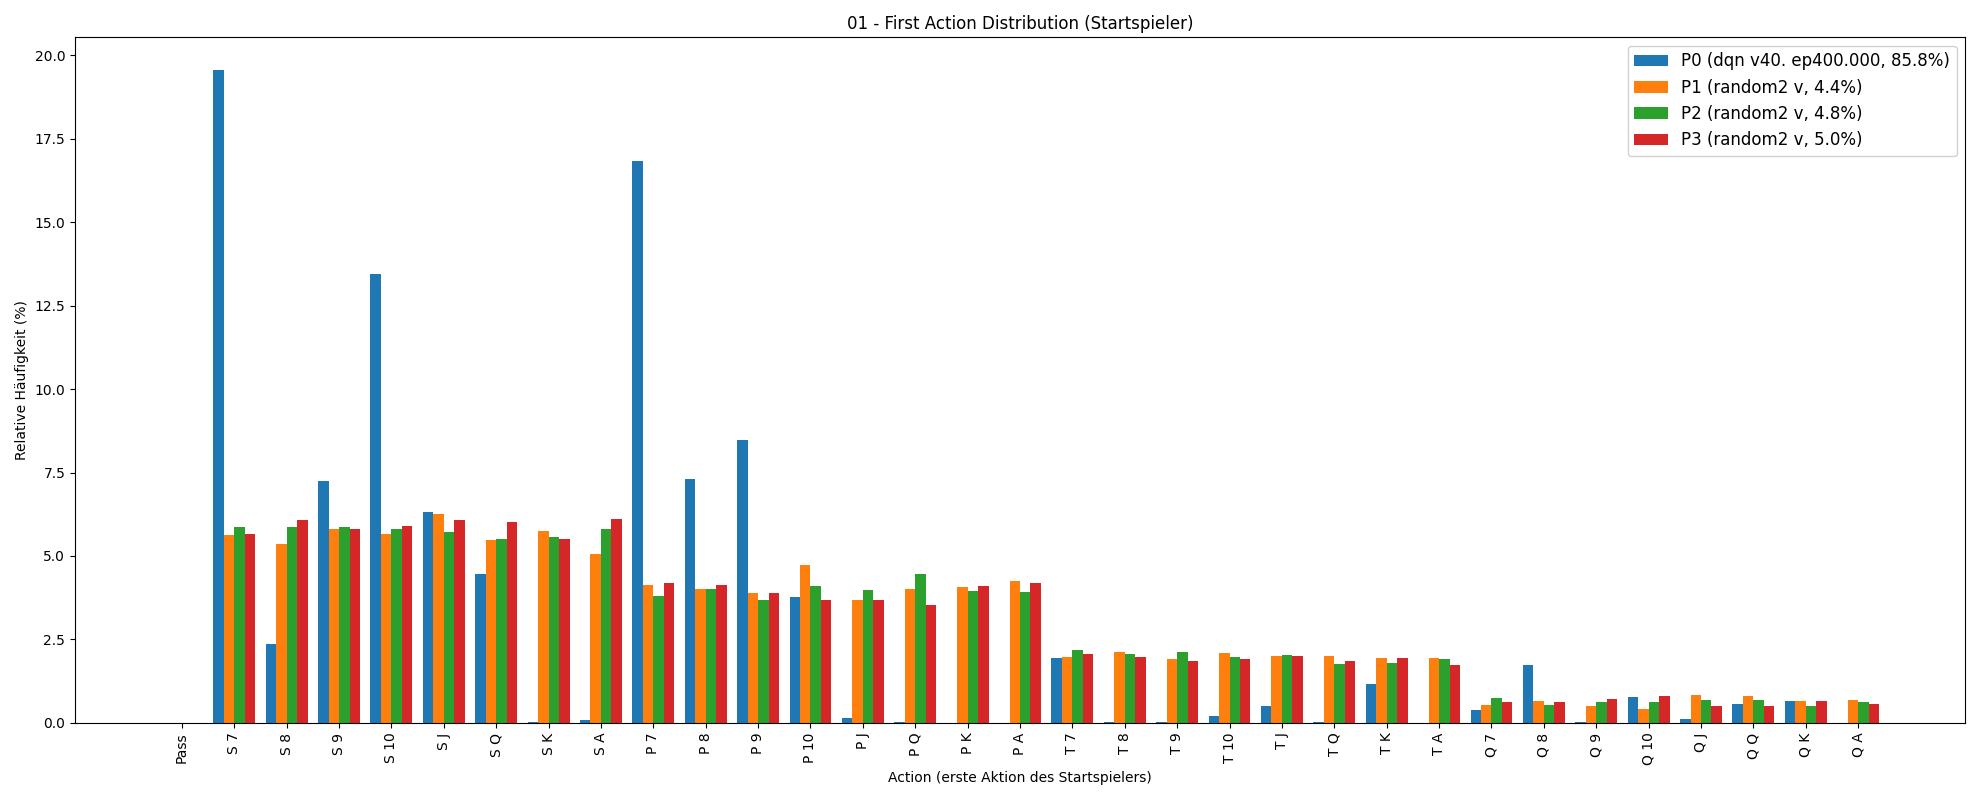 01 - First Action Distribution (Startspieler)
P0 (dqn v40. ep400.000, 85.8%)
P1 (random2 v, 4.4%)
P2 (random2 v, 4.8%)
P3 (random2 v, 5.0%)
Relative Häufigkeit (%)
20.0
17.5
15.0
12.5
10.0
7.5
5.0
2.5
0.0
Pass
S 7
S 8
S 9
S 10
S J
S Q
S K
S A
P 7
P 8
P 9
P 10
P J
P Q
P K
P A
T 7
T 8
T 9
T 10
T J
T Q
T K
T A
Q 7
Q 8
Q 9
Q 10
Q J
Q Q
Q K
Q A
Action (erste Aktion des Startspielers)